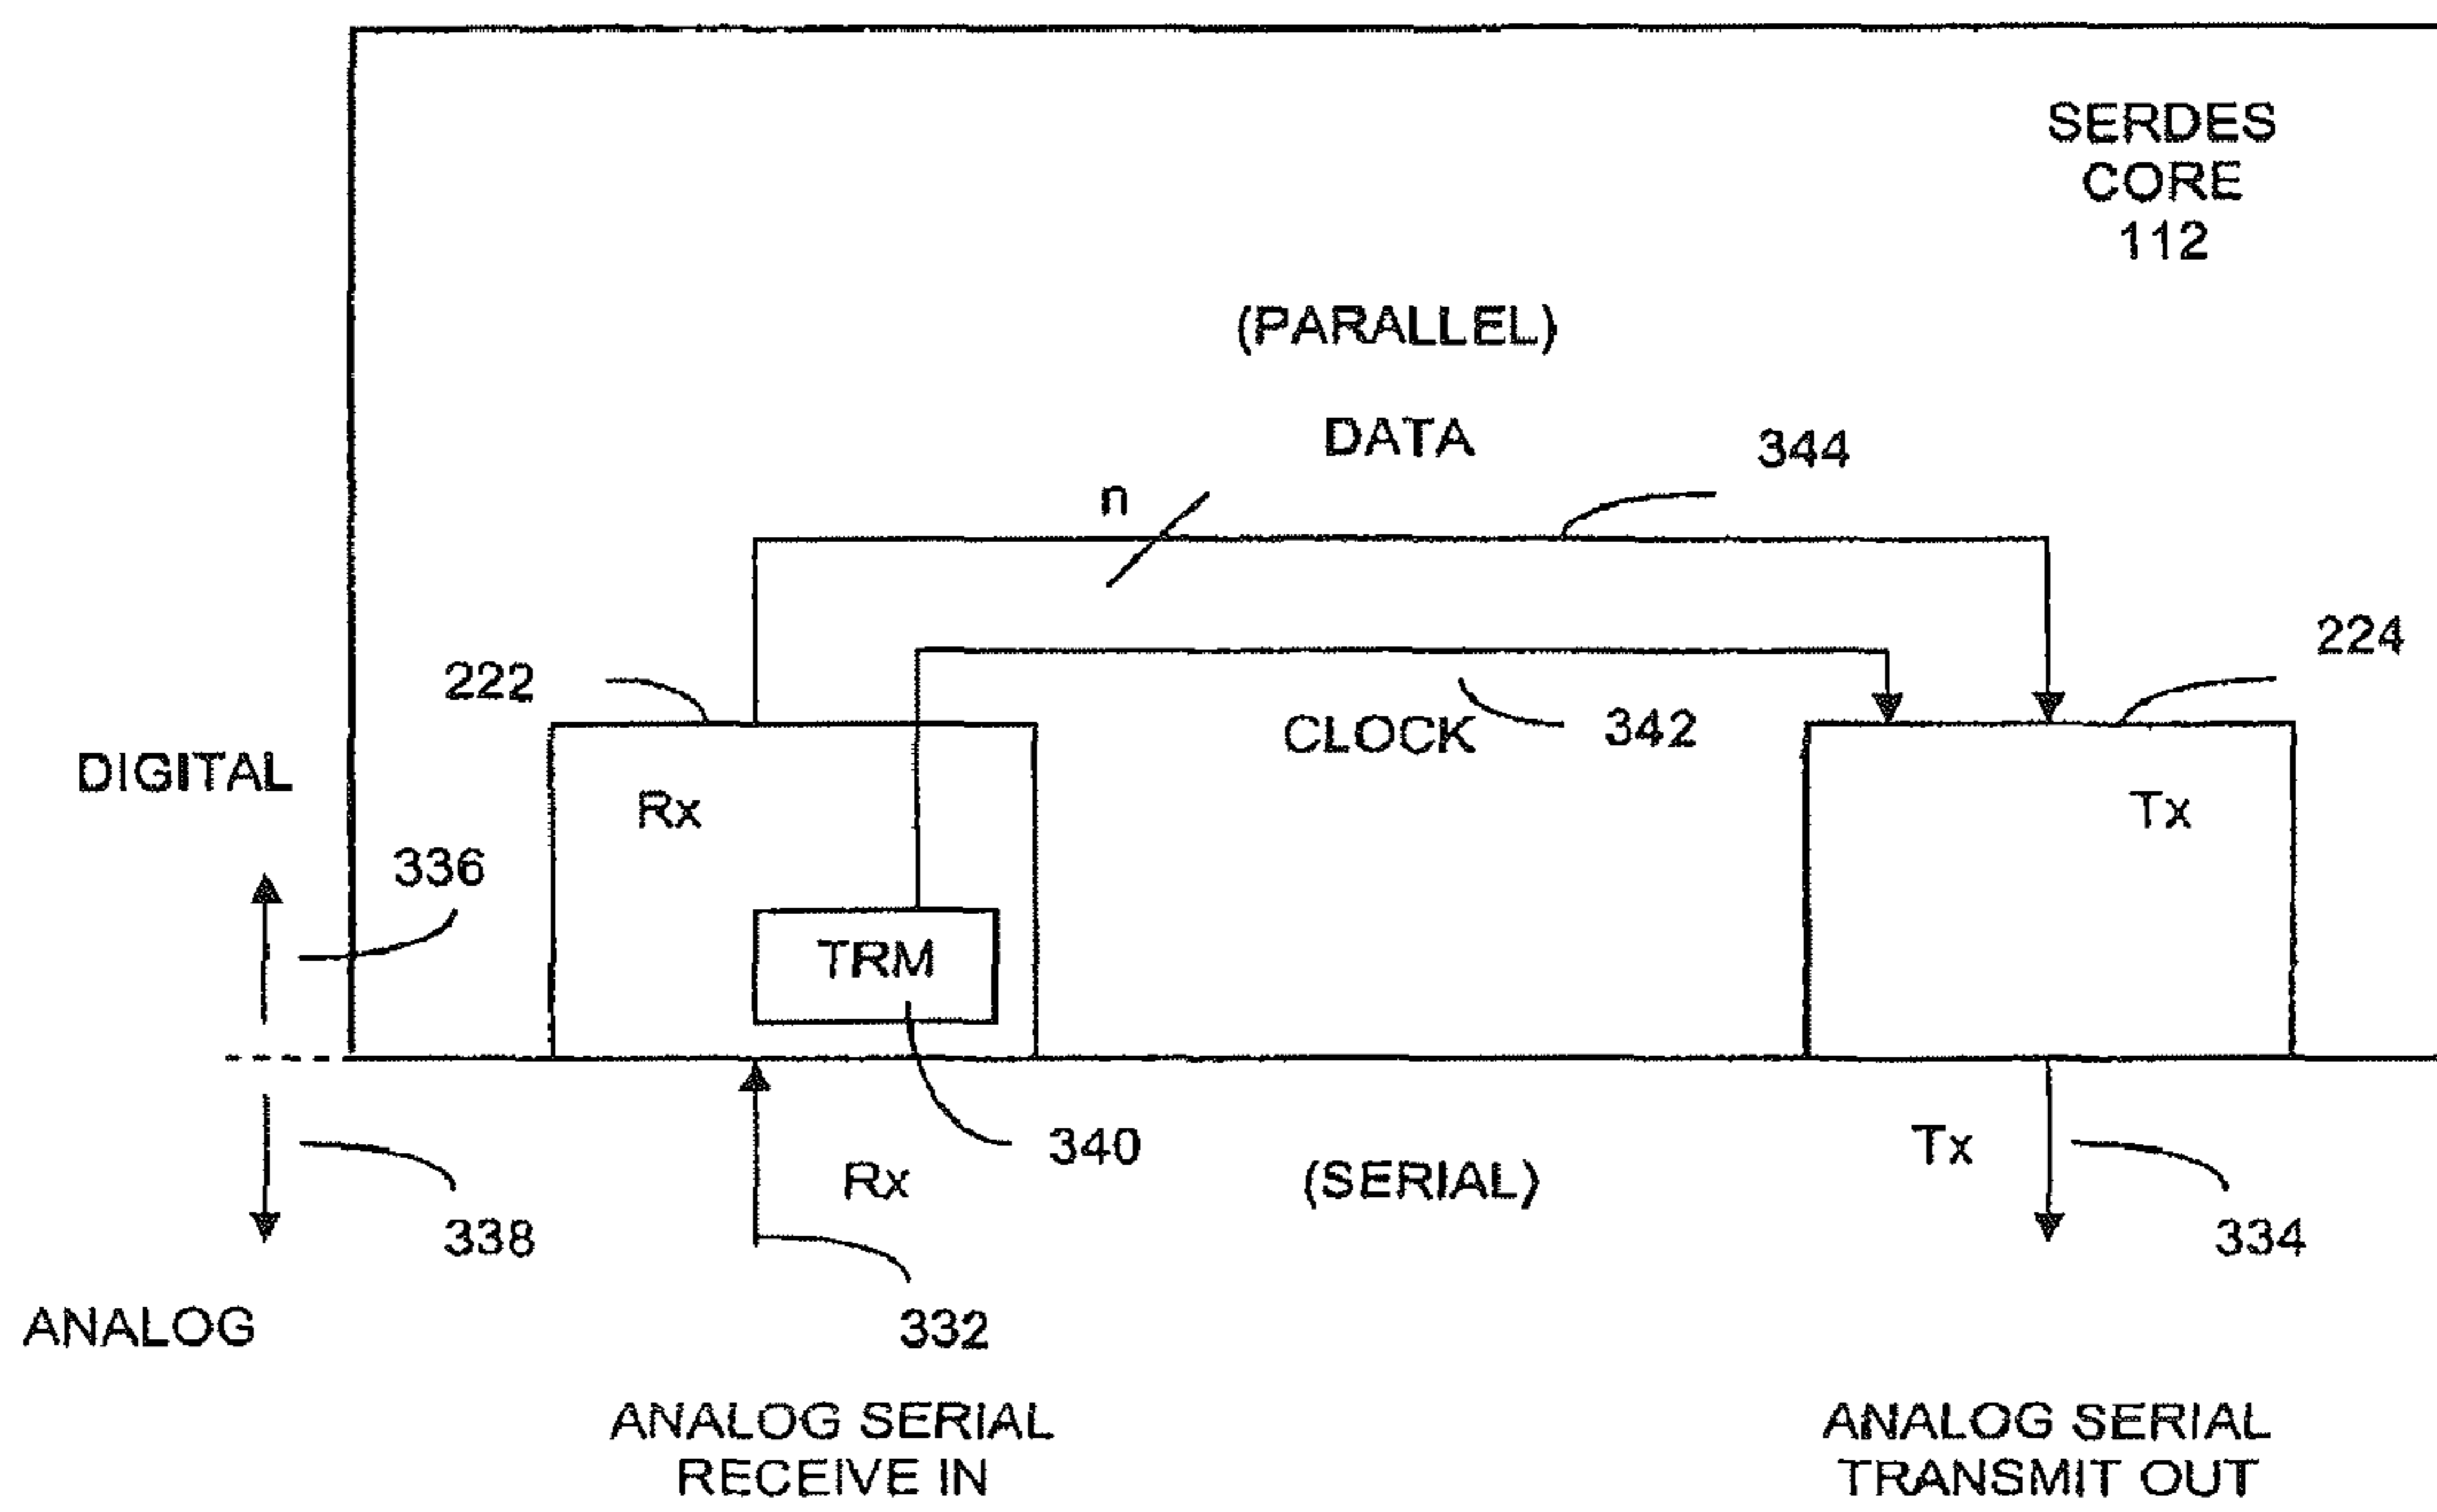 SERDES
CORE
112
(PARALLEL)
DATA
344
n
222
224
CLOCK
342
DIGITAL
Rx
Tx
336
TRM
340
Rx
(SERIAL)
Tx
338
334
332
ANALOG
ANALOG SERIAL
RECEIVE IN
ANALOG SERIAL
TRANSMIT OUT